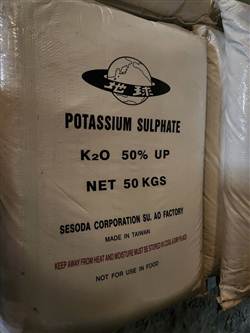 地球
POTASSIUM SULPHATE
K2O 50% UP
NET 50 KGS
SESODA CORPORATION SU. AO FACTORY
MADE IN TAIWAN
KEEP AWAY FROM HEAT AND MOISTURE MUST BE STORED IN COOL & DRY PLACE
NOT FOR USE IN FOOD